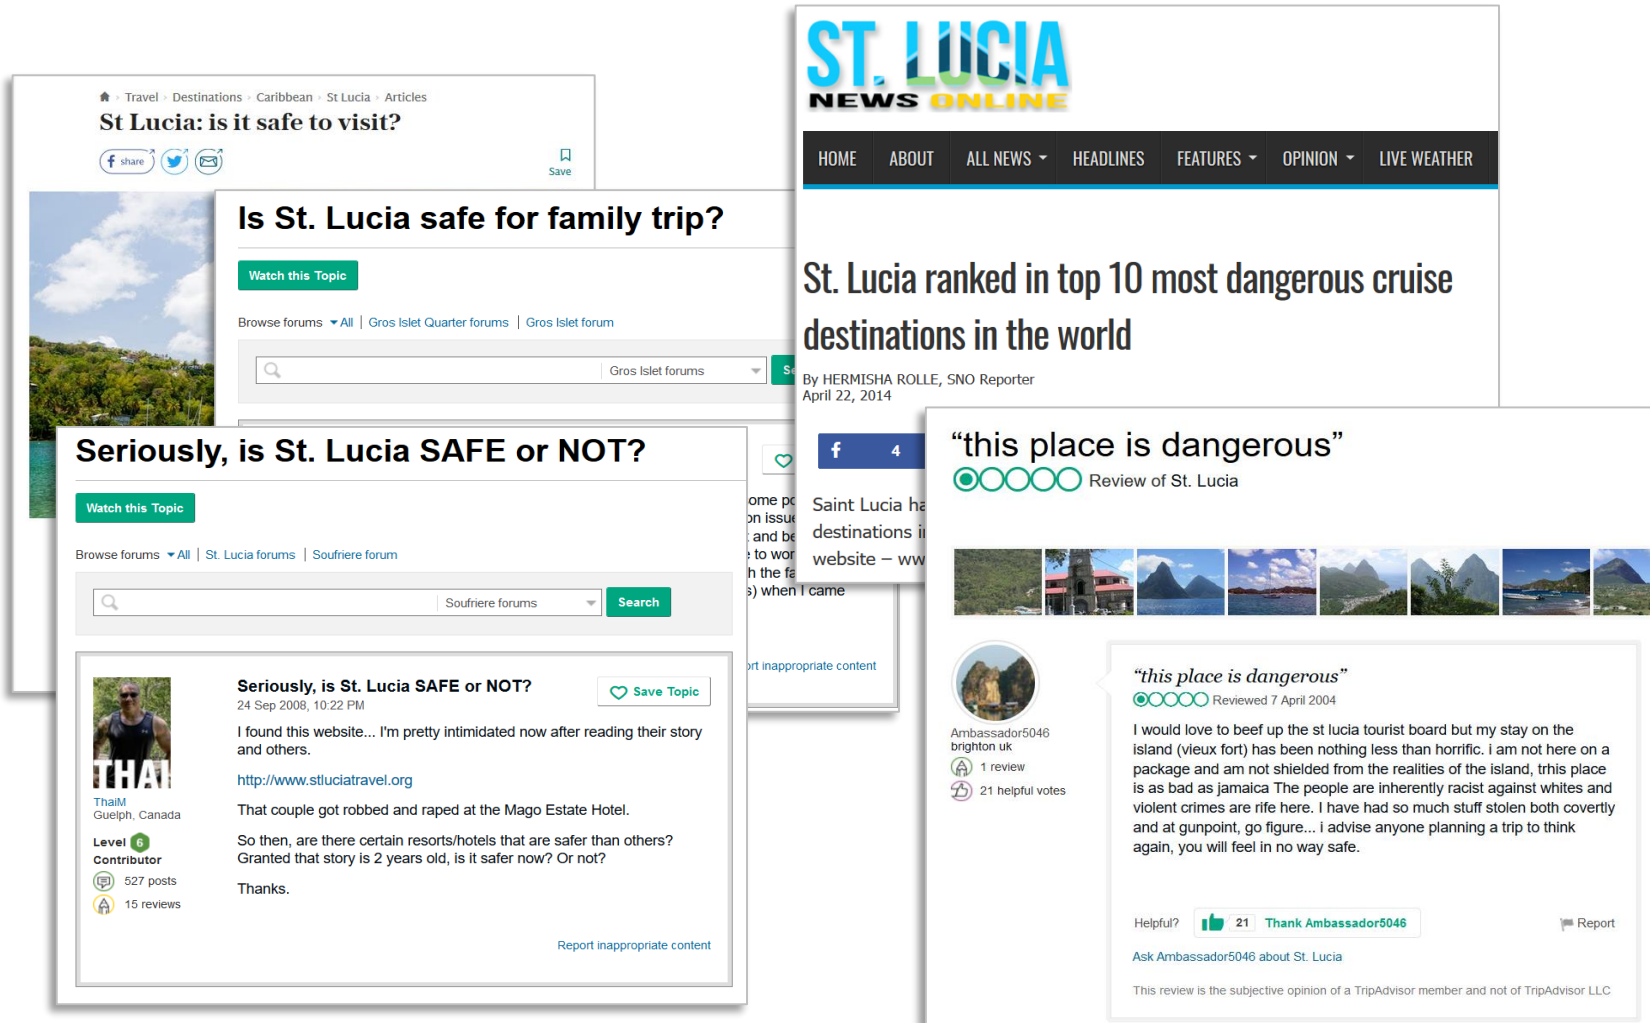 Travel Destinations Caribbean St Lucia Articles
St Lucia: is it safe to visit?
share
Save
Is St. Lucia safe for family trip?
Watch this Topic
Browse forums All | Gros Islet Quarter forums | Gros Islet forum
Gros Islet forums
Seriously, is St. Lucia SAFE or NOT?
Watch this Topic
Browse forums All | St. Lucia forums | Soufriere forum
Soufriere forums Search
THAI
ThaiM
Guelph, Canada
Level 6
Contributor
527 posts
15 reviews
Seriously, is St. Lucia SAFE or NOT?
24 Sep 2008, 10:22 PM
Save Topic
I found this website... I'm pretty intimidated now after reading their story
and others.
http://www.stluciatravel.org
That couple got robbed and raped at the Mago Estate Hotel.
So then, are there certain resorts/hotels that are safer than others?
Granted that story is 2 years old, is it safer now? Or not?
Thanks.
Report inappropriate content
on issue
and be
to wor
h the fa
s) when I came
inappropriate content
ST. LUCIA
NEWS ONLINE
HOME ABOUT ALL NEWS HEADLINES FEATURES OPINION LIVE WEATHER
St. Lucia ranked in top 10 most dangerous cruise
destinations in the world
By HERMISHA ROLLE, SNO Reporter
April 22, 2014
f 4
Saint Lucia ha
destinations i
website – ww
“this place is dangerous”
Review of St. Lucia
Ambassador5046
brighton uk
1 review
21 helpful votes
“this place is dangerous”
Reviewed 7 April 2004
I would love to beef up the st lucia tourist board but my stay on the
island (vieux fort) has been nothing less than horrific. i am not here on a
package and am not shielded from the realities of the island, trhis place
is as bad as jamaica The people are inherently racist against whites and
violent crimes are rife here. I have had so much stuff stolen both covertly
and at gunpoint, go figure... i advise anyone planning a trip to think
again, you will feel in no way safe.
Helpful? 21 Thank Ambassador5046 Report
Ask Ambassador5046 about St. Lucia
This review is the subjective opinion of a TripAdvisor member and not of TripAdvisor LLC